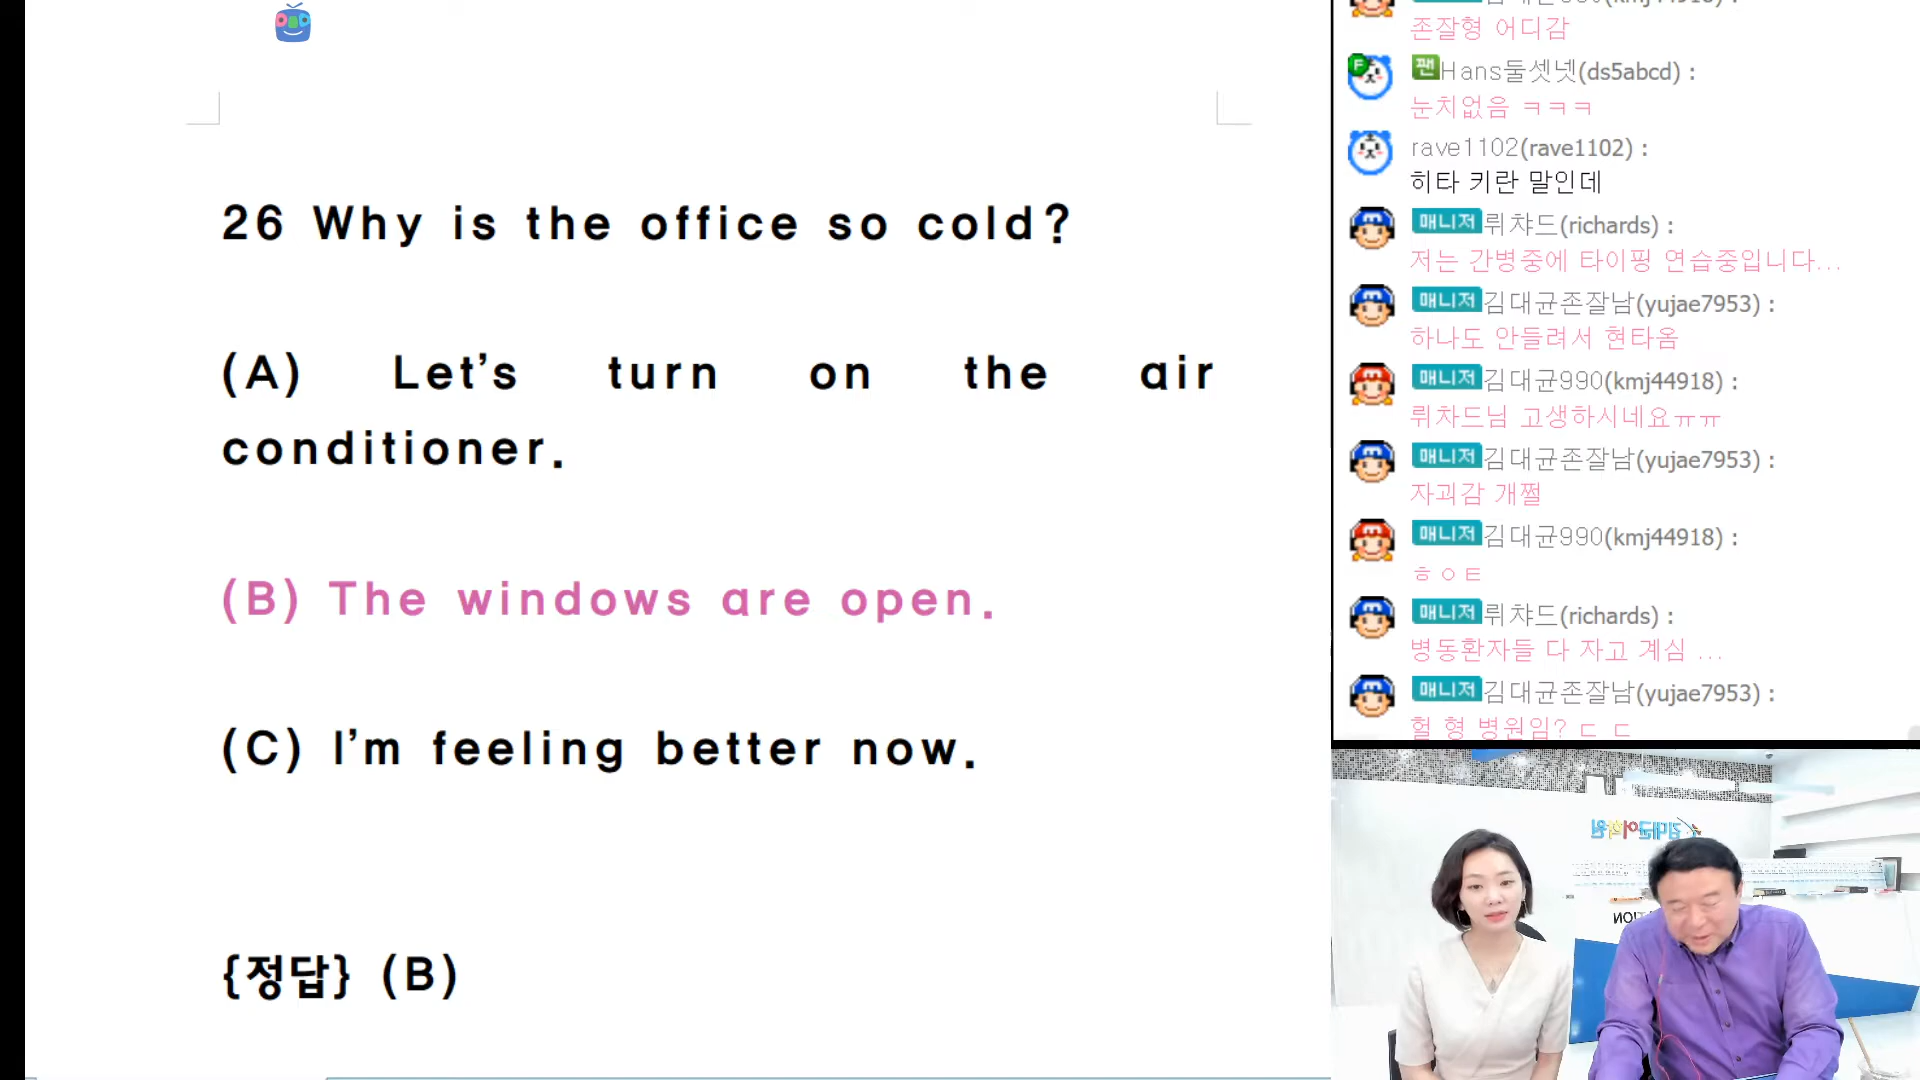 26 Why is the office so cold?
(A) Let's turn on the air
conditioner.
(B) The windows are open.
(C) I'm feeling better now.
{정답} (B)
존잘형 어디감
팬Hans둘셋넷(ds5abcd) :
눈치없음 ㅋㅋㅋ
rave1102(rave1102) :
히타 키란 말인데
매니저 뤼챠드(richards) :
저는 간병중에 타이핑 연습중입니다...
매니저 김대균존잘남(yujae7953) :
하나도 안들려서 현타옴
매니저 김대균990(kmj44918) :
뤼차드님 고생하시네요ㅠㅠ
매니저 김대균존잘남(yujae7953) :
자괴감 개쩔
매니저 김대균990(kmj44918) :
ㅎㅇㅌ
매니저 뤼챠드(richards) :
병동환자들 다 자고 계심 ...
매니저 김대균존잘남(yujae7953) :
헐 형 병원임? ㄷㄷ
김대균어학원